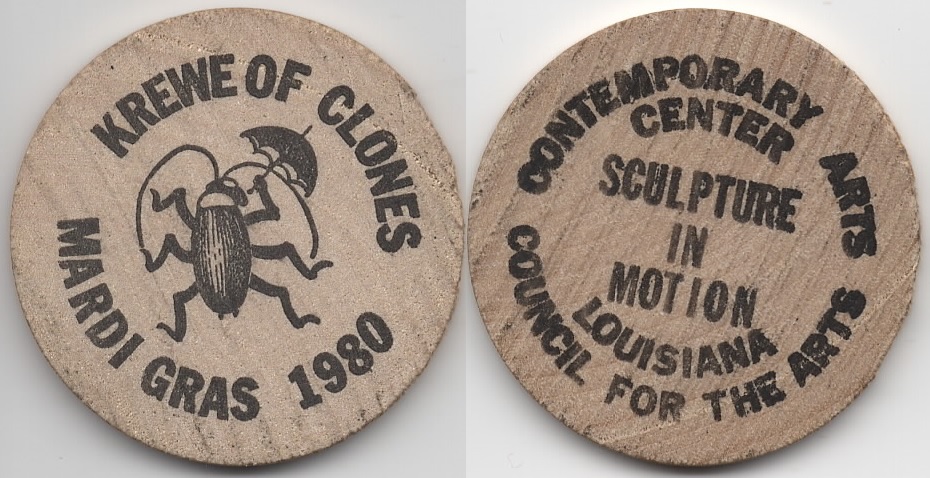 KREWE OF CLONES
MARDI GRAS 1980
CONTEMPORARY ARTS
CENTER
SCULPTURE
IN
MOTION
LOUISIANA
COUNCIL FOR THE ARTS